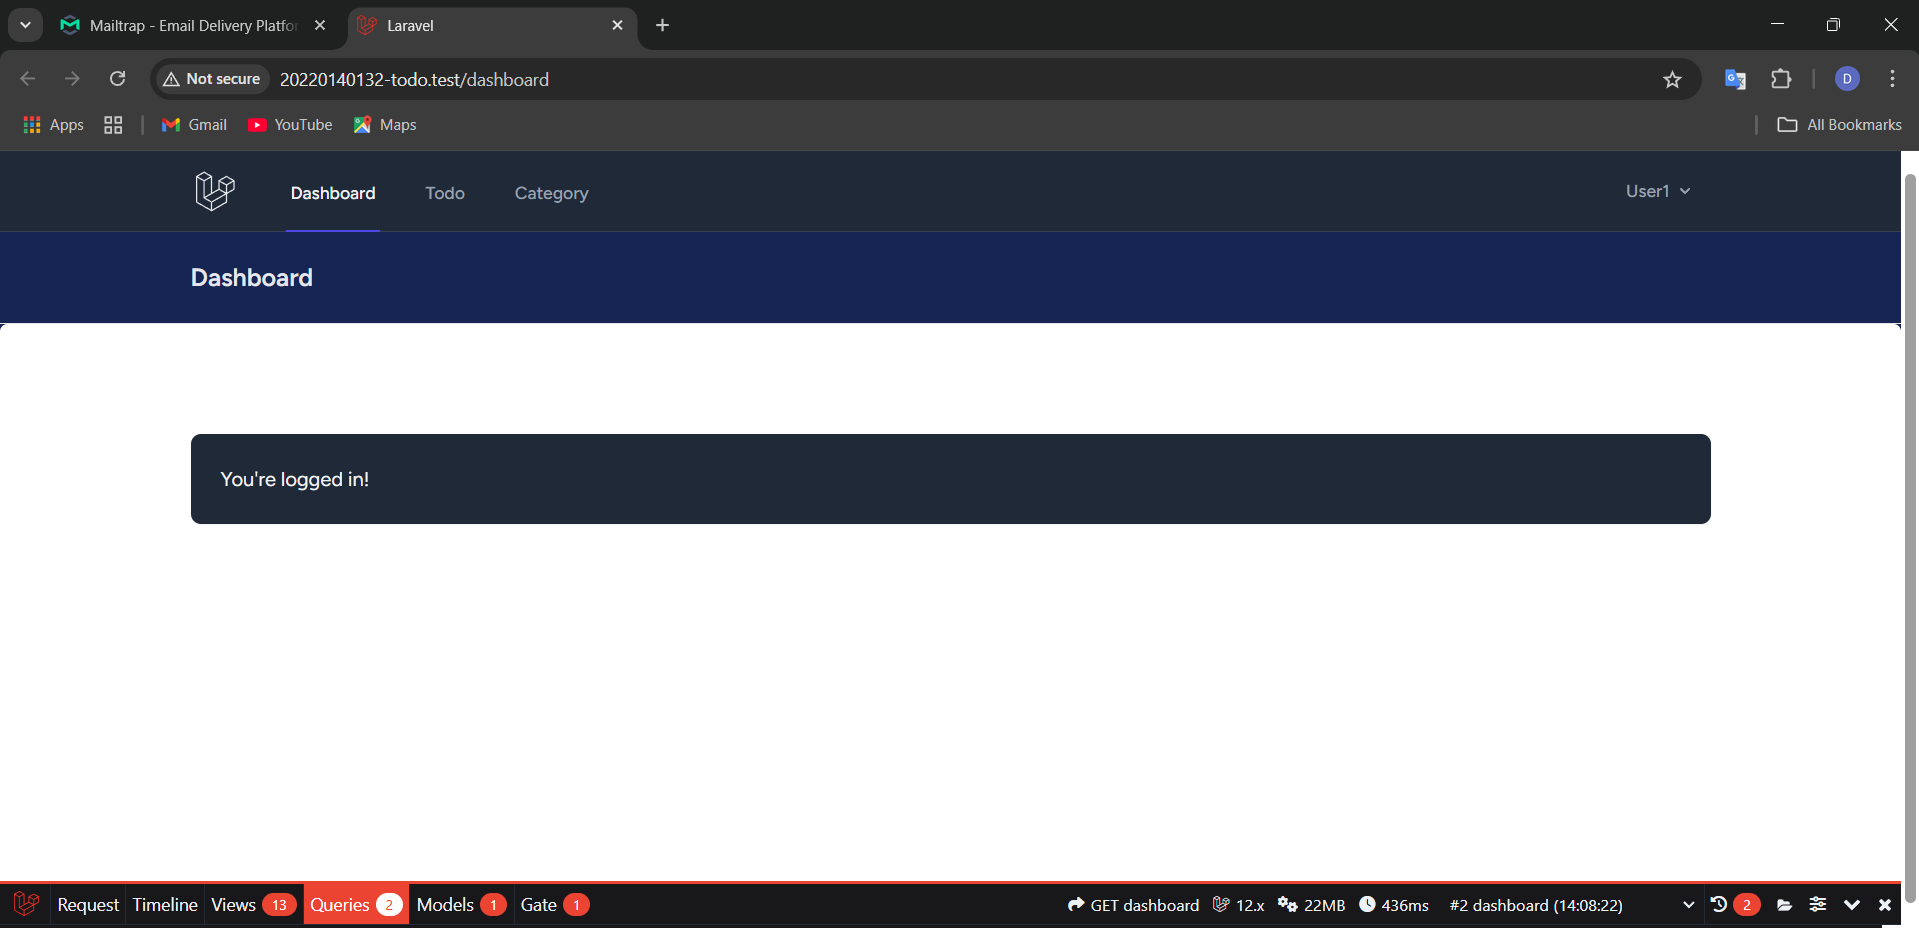 Mailtrap - Email Delivery Platfor
Laravel
Not secure 20220140132-todo.test/dashboard
D
Apps Gmail YouTube Maps All Bookmarks
Dashboard Todo Category User1
Dashboard
You're logged in!
Request Timeline Views 13 Queries 2 Models 1 Gate 1 GET dashboard 12.x 22MB 436ms #2 dashboard (14:08:22) 2